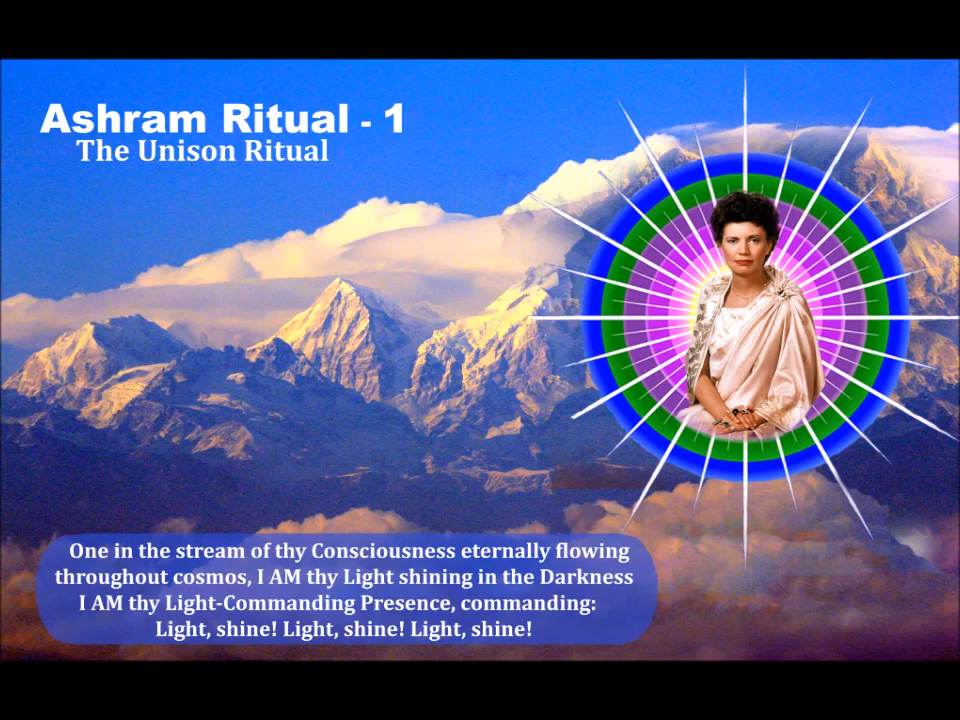 Ashram Ritual - 1
The Unison Ritual
One in the stream of thy Consciousness eternally flowing
throughout cosmos, I AM thy Light shining in the Darkness
I AM thy Light-Commanding Presence, commanding:
Light, shine! Light, shine! Light, shine!